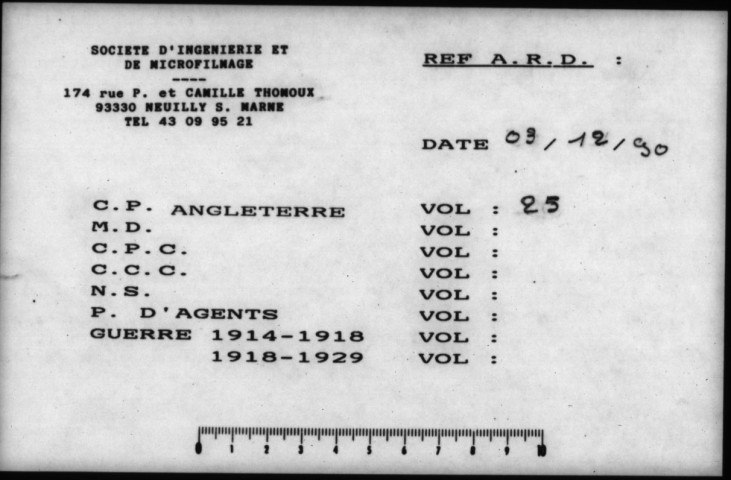 SOCIETE D'INGENIERIE ET
DE MICROFILMAGE
----
174 rue P. et CAMILLE THOMOUX
93330 NEUILLY S. MARNE
TEL 43 09 95 21
REF A.R.D. :
DATE 03/12/90
C.P. ANGLETERRE VOL : 25
M.D. VOL :
C.P.C. VOL :
C.C.C. VOL :
N.S. VOL :
P. D'AGENTS VOL :
GUERRE 1914-1918 VOL :
1918-1929 VOL :
0 1 2 3 4 5 6 7 8 9 10